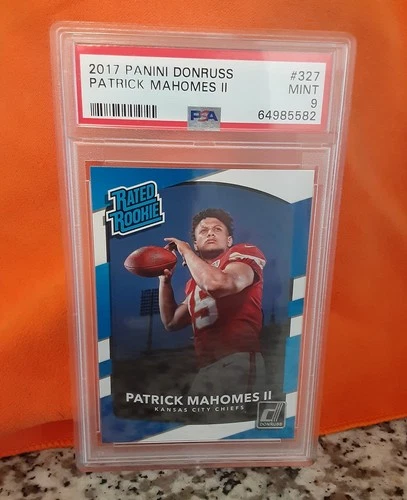 2017 PANINI DONRUSS #327
PATRICK MAHOMES II MINT
9
PSA 64985582
RATED
ROOKIE
15
PATRICK MAHOMES II
KANSAS CITY CHIEFS
DONRUSS